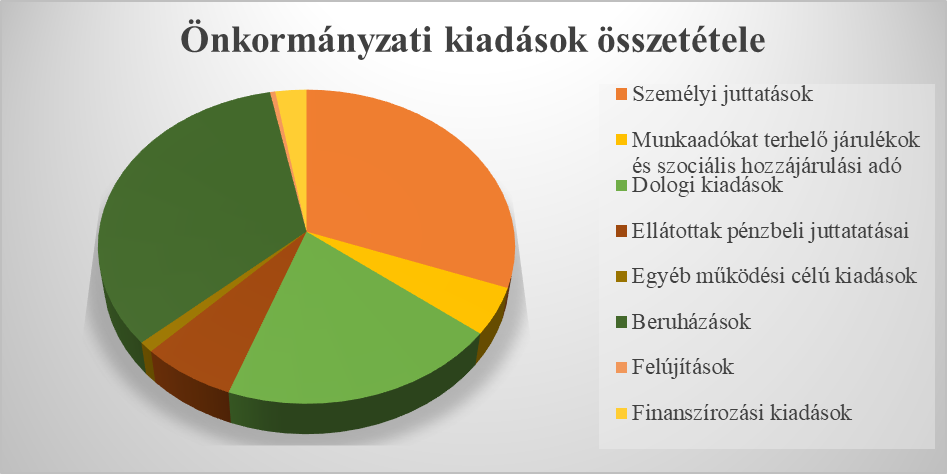 Önkormányzati kiadások összetétele
Személyi juttatások
Munkaadókat terhelő járulékok
és szociális hozzájárulási adó
Dologi kiadások
Ellátottak pénzbeli juttatatásai
Egyéb működési célú kiadások
Beruházások
Felújítások
Finanszírozási kiadások